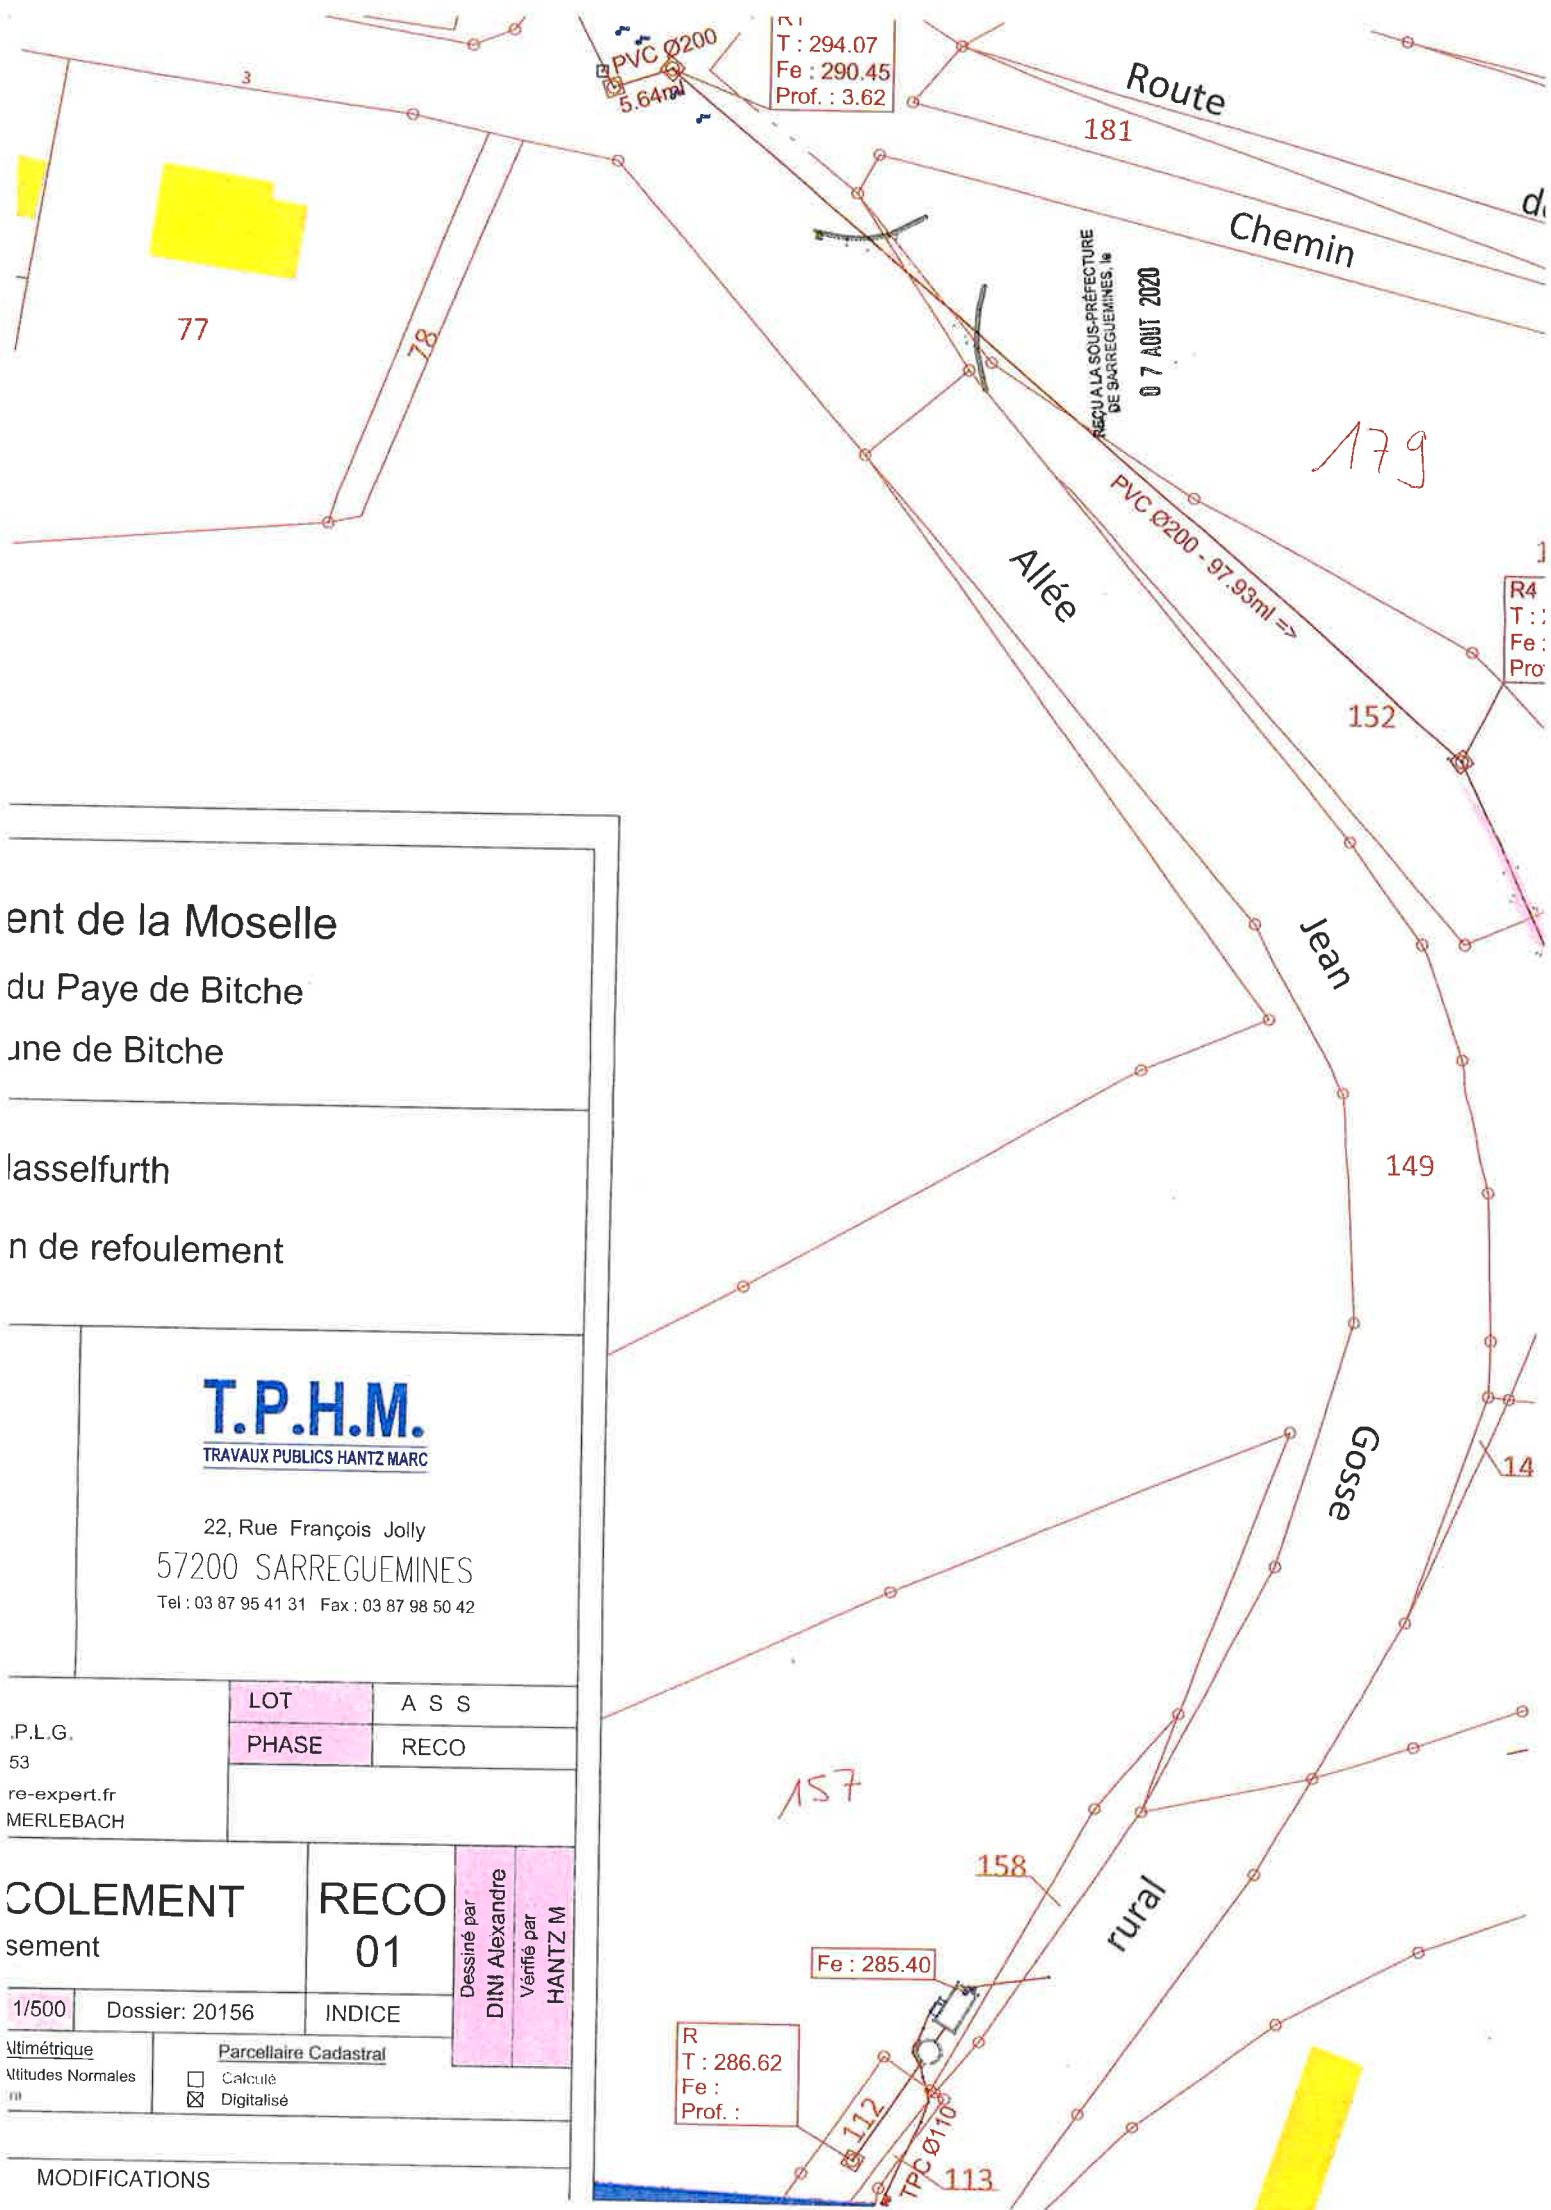 R1
T : 294.07
Fe : 290.45
Prof. : 3.62
PVC Ø200
5.64ml
3
Route
181
Chemin
77
78
REÇU A LA SOUS-PRÉFECTURE
DE SARREGUEMINES, le
0 7 AOUT 2020
179
PVC Ø200 - 97.93ml =>
Allée
R4
T :
Fe :
152
Jean
149
Gosse
14
157
158
rural
Fe : 285.40
R
T : 286.62
Fe :
Prof. :
112
TPC Ø110
113
ent de la Moselle
du Paye de Bitche
une de Bitche
lasselfurth
n de refoulement
T.P.H.M.
TRAVAUX PUBLICS HANTZ MARC
22, Rue François Jolly
57200 SARREGUEMINES
Tel : 03 87 95 41 31 Fax : 03 87 98 50 42
LOT A S S
PHASE RECO
.P.L.G.
53
re-expert.fr
MERLEBACH
COLEMENT
sement
RECO
01
Dessiné par
DINI Alexandre
Vérifié par
HANTZ M
1/500
Dossier: 20156
INDICE
Altimétrique
Altitudes Normales
Parcellaire Cadastral
Calculé
Digitalisé
MODIFICATIONS